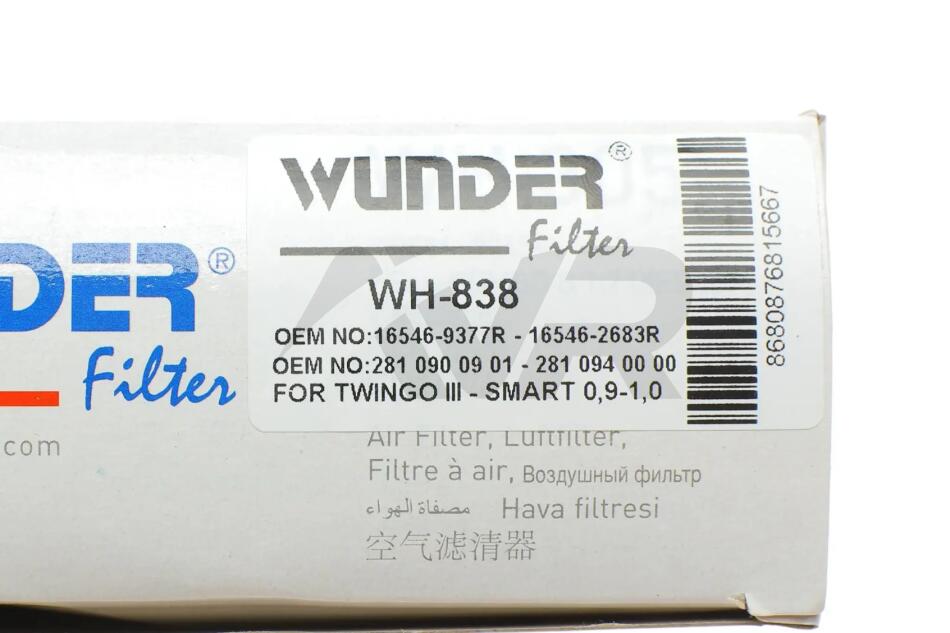 WUNDER®
Filter
WH-838
OEM NO:16546-9377R - 16546-2683R
OEM NO:281 090 09 01 - 281 094 00 00
FOR TWINGO III - SMART 0,9-1,0
8680876815667
DER®
Filter
.com
Air Filter, Luftfilter,
Filtre à air, Воздушный фильтр
مصفاة الهواء Hava filtresi
空气滤清器